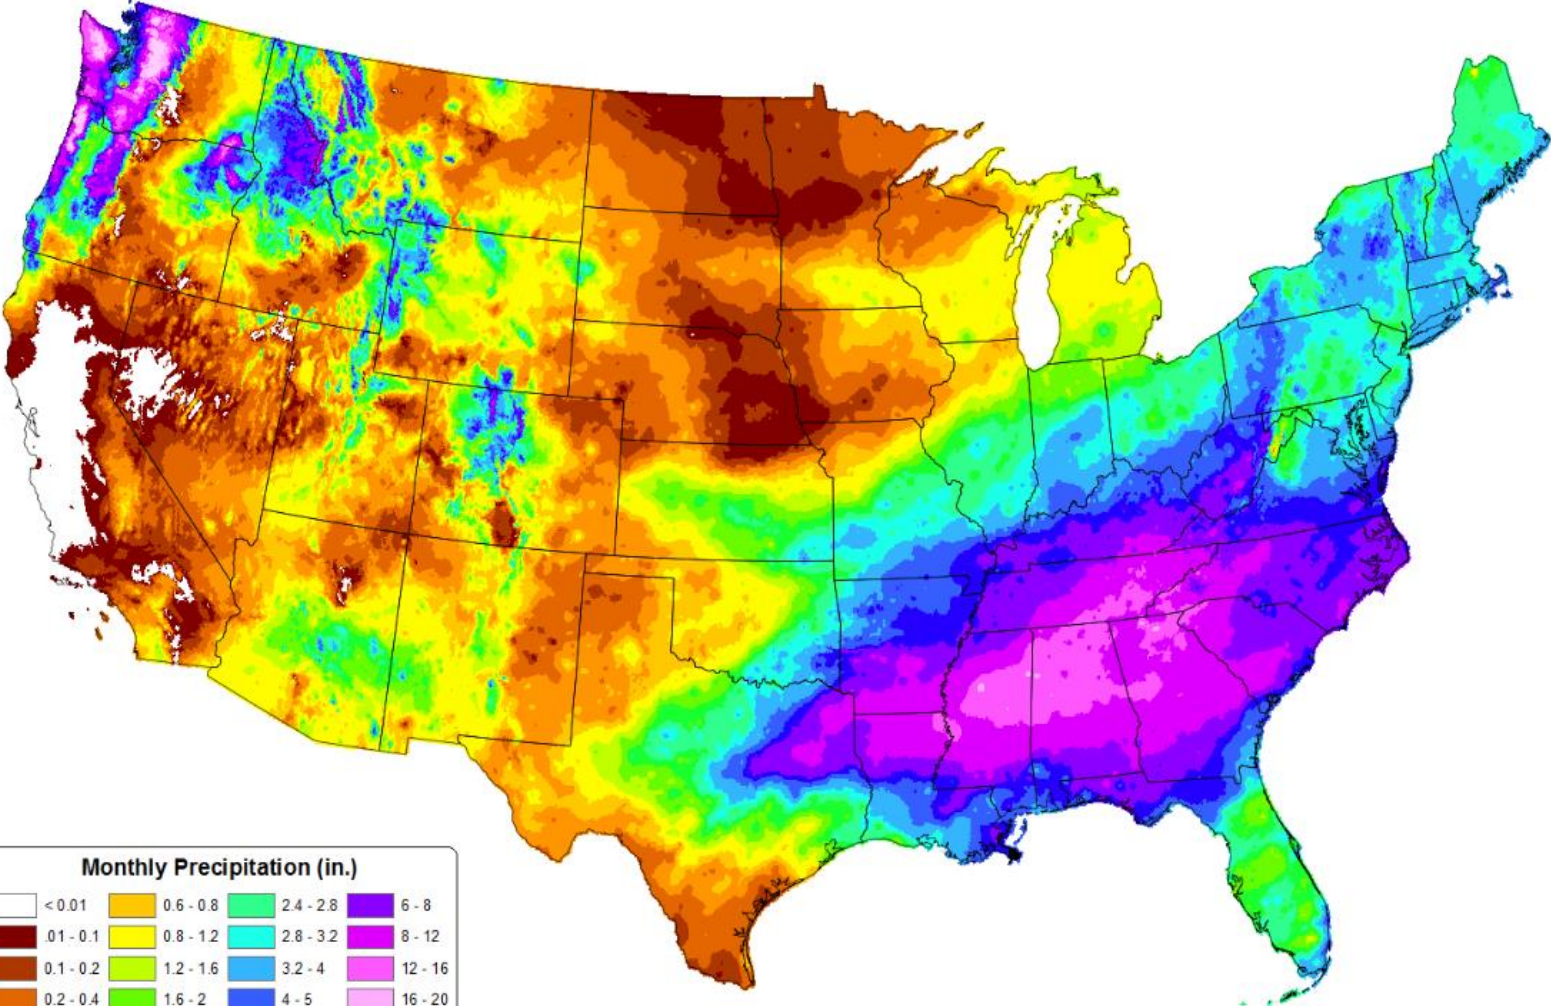 Monthly Precipitation (in.)
< 0.01 0.6 - 0.8 2.4 - 2.8 6 - 8
.01 - 0.1 0.8 - 1.2 2.8 - 3.2 8 - 12
0.1 - 0.2 1.2 - 1.6 3.2 - 4 12 - 16
0.2 - 0.4 1.6 - 2 4 - 5 16 - 20